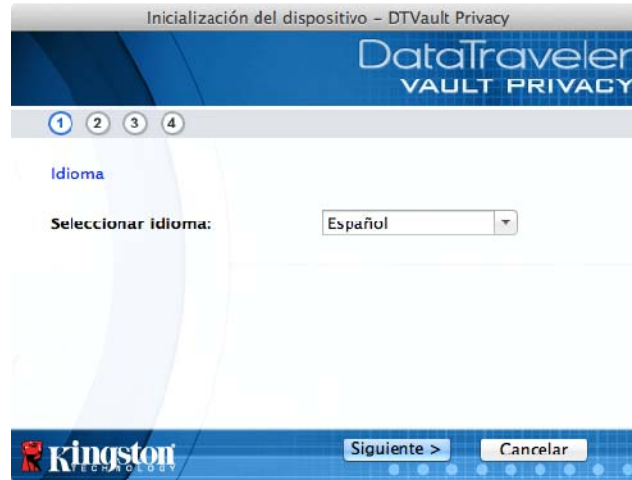 Inicialización del dispositivo – DTVault Privacy
DataTraveler
VAULT PRIVACY
1 2 3 4
Idioma
Seleccionar idioma:
Español
Kingston
TECHNOLOGY
Siguiente >
Cancelar